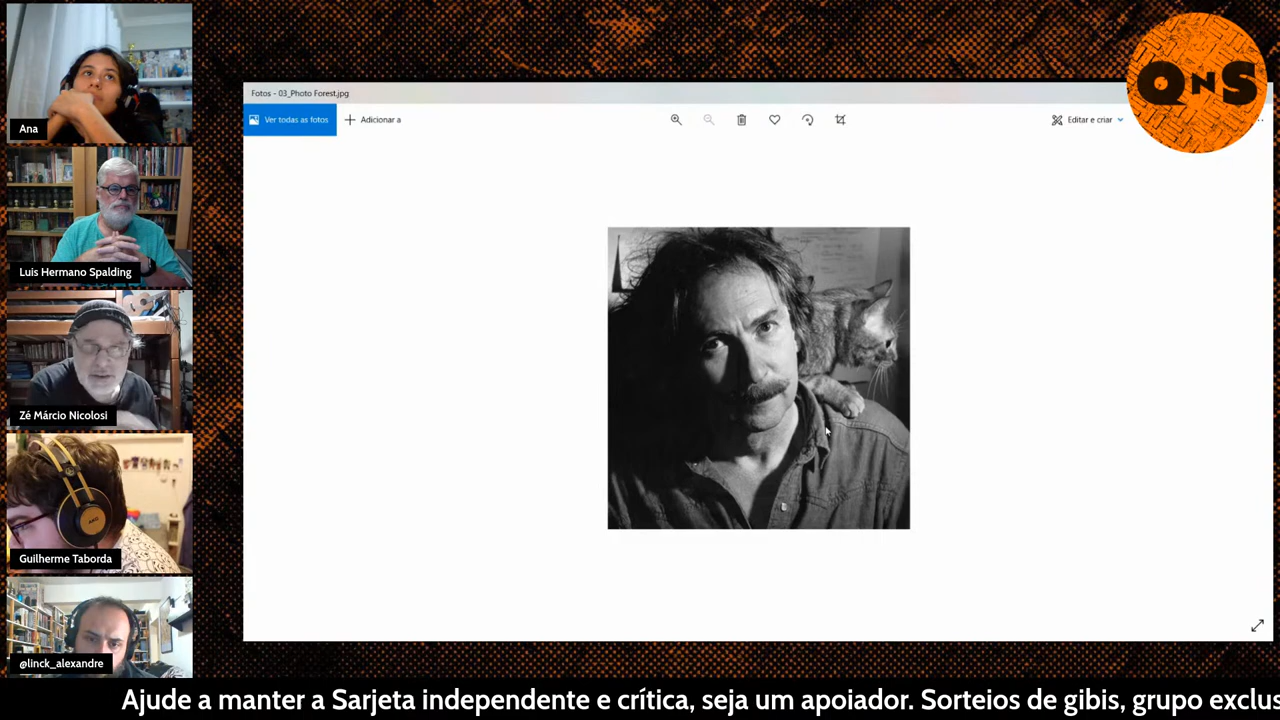 Ana
Luis Hermano Spalding
Zé Márcio Nicolosi
Guilherme Taborda
@linck_alexandre
Fotos - 03_Photo Forest.jpg
Ver todas as fotos
Adicionar a
Editar e criar
QNS
Ajude a manter a Sarjeta independente e crítica, seja um apoiador. Sorteios de gibis, grupo exclus